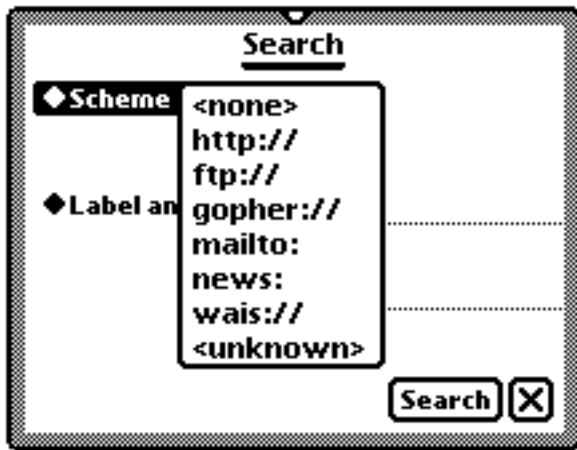 Search
◆Scheme
<none>
http://
ftp://
gopher://
mailto:
news:
wais://
<unknown>
◆Label an
Search